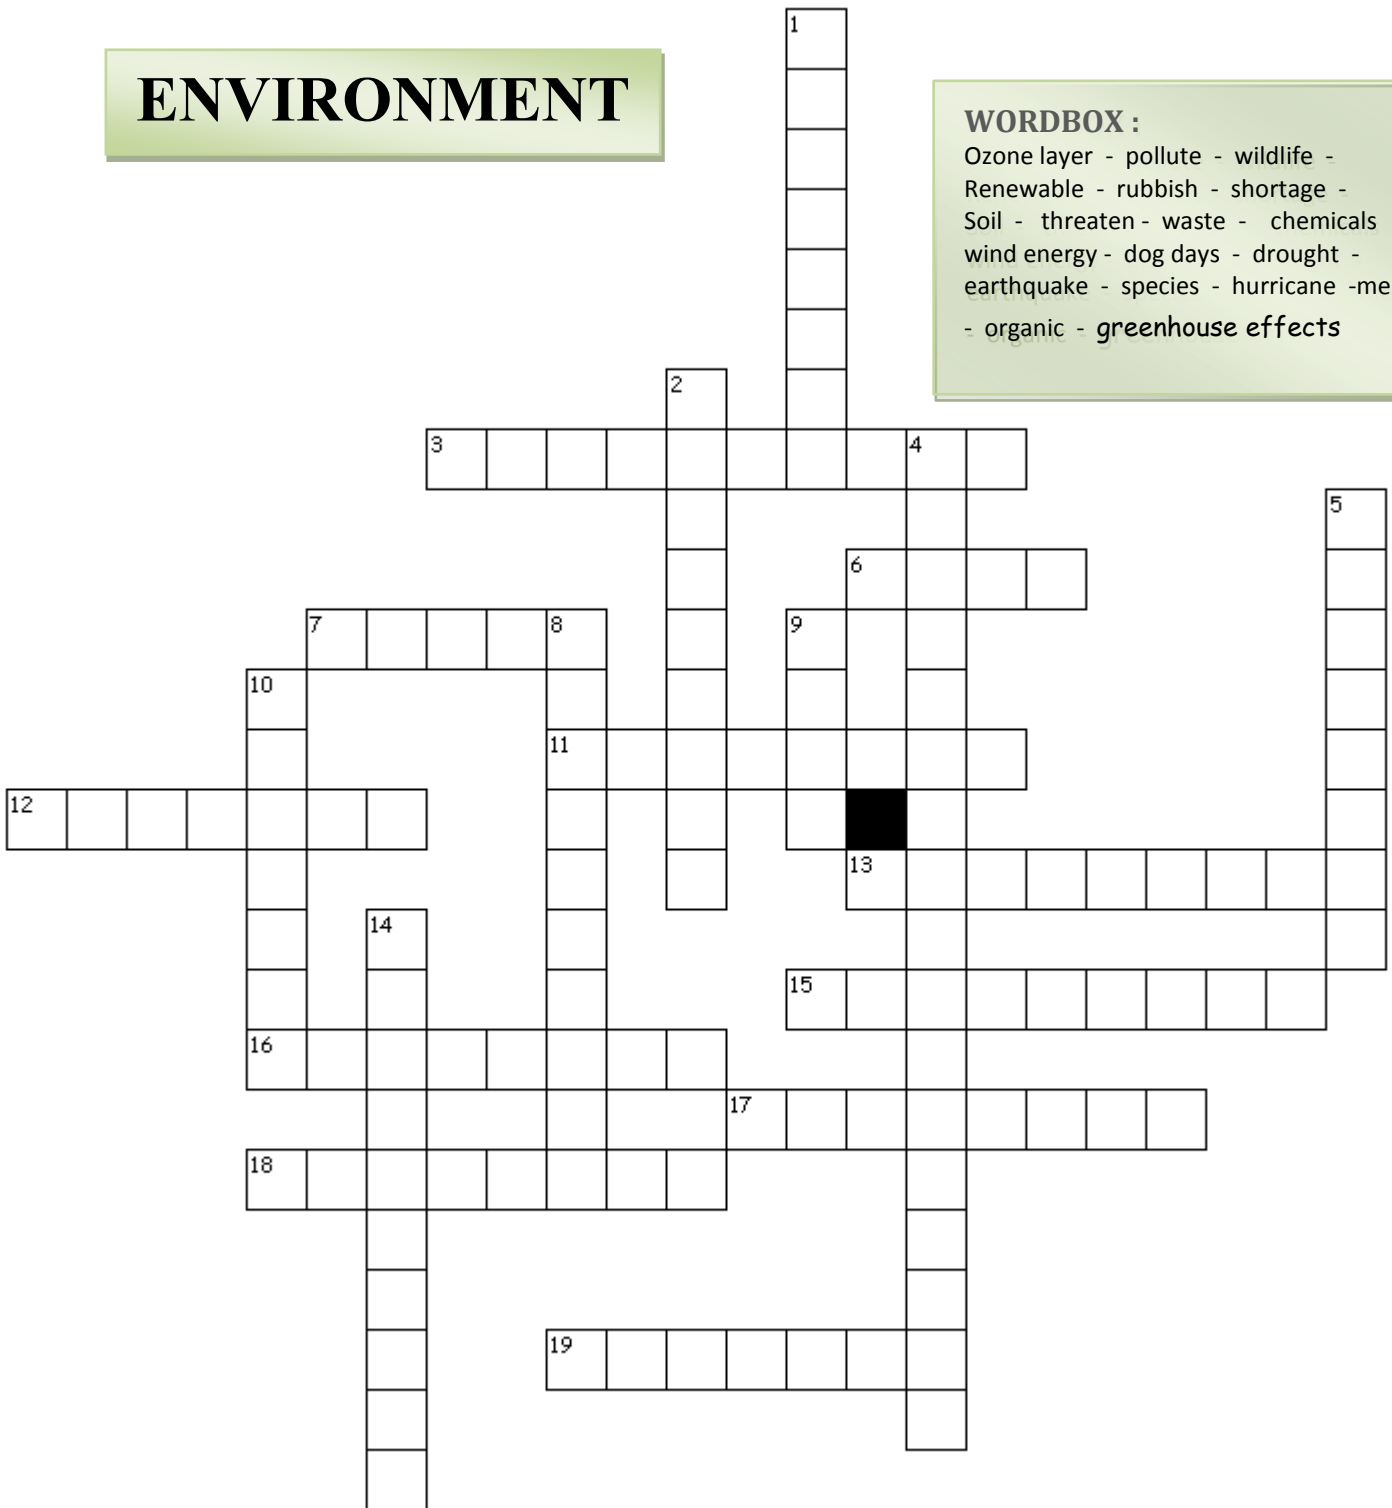 1
ENVIRONMENT
WORDBOX :
Ozone layer - pollute - wildlife -
Renewable - rubbish - shortage -
Soil - threaten - waste - chemicals
wind energy - dog days - drought -
earthquake - species - hurricane -me
- organic - greenhouse effects
2
3 4
5
6
7 8 9
10
11
12
13
14
15
16
17
18
19